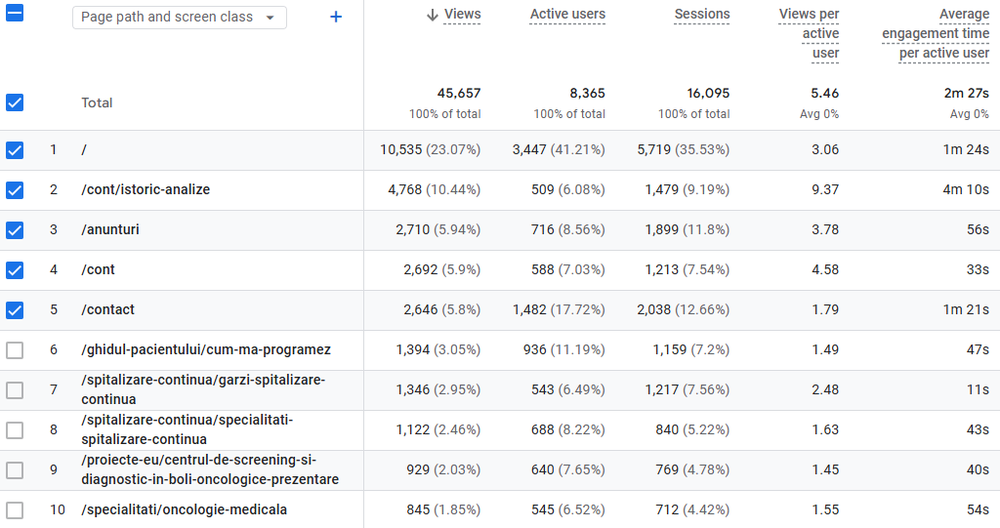 Page path and screen class
+
↓ Views
Active users
Sessions
Views per
active
user
Average
engagement time
per active user
Total
45,657
100% of total
8,365
100% of total
16,095
100% of total
5.46
Avg 0%
2m 27s
Avg 0%
1 / 10,535 (23.07%) 3,447 (41.21%) 5,719 (35.53%) 3.06 1m 24s
2 /cont/istoric-analize 4,768 (10.44%) 509 (6.08%) 1,479 (9.19%) 9.37 4m 10s
3 /anunturi 2,710 (5.94%) 716 (8.56%) 1,899 (11.8%) 3.78 56s
4 /cont 2,692 (5.9%) 588 (7.03%) 1,213 (7.54%) 4.58 33s
5 /contact 2,646 (5.8%) 1,482 (17.72%) 2,038 (12.66%) 1.79 1m 21s
6 /ghidul-pacientului/cum-ma-programez 1,394 (3.05%) 936 (11.19%) 1,159 (7.2%) 1.49 47s
7 /spitalizare-continua/garzi-spitalizare-
continua 1,346 (2.95%) 543 (6.49%) 1,217 (7.56%) 2.48 11s
8 /spitalizare-continua/specialitati-
spitalizare-continua 1,122 (2.46%) 688 (8.22%) 840 (5.22%) 1.63 43s
9 /proiecte-eu/centrul-de-screening-si-
diagnostic-in-boli-oncologice-prezentare 929 (2.03%) 640 (7.65%) 769 (4.78%) 1.45 40s
10 /specialitati/oncologie-medicala 845 (1.85%) 545 (6.52%) 712 (4.42%) 1.55 54s